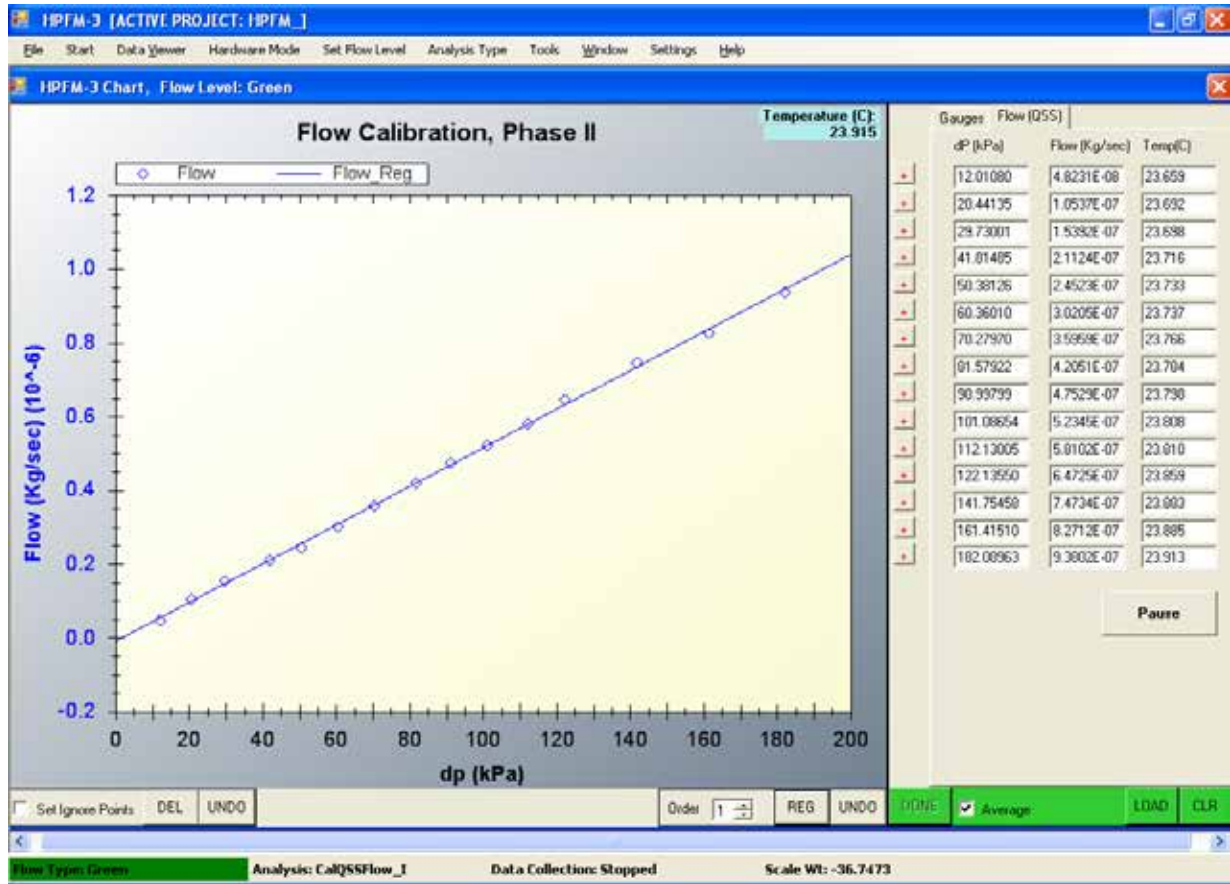 HPFM-3 [ACTIVE PROJECT: HPFM_]
File Start Data Viewer Hardware Mode Set Flow Level Analysis Type Tools Window Settings Help
HPFM-3 Chart, Flow Level: Green
Flow Calibration, Phase II
Temperature (C):
23.915
Flow Flow_Reg
1.2
1.0
0.8
0.6
0.4
0.2
0.0
-0.2
Flow (Kg/sec) (10^-6)
0 20 40 60 80 100 120 140 160 180 200
dp (kPa)
Gauges Flow (QSS)
dP (kPa) Flow (Kg/sec) Temp(C)
12.01080 4.8231E-08 23.659
20.44135 1.0537E-07 23.692
29.73001 1.5392E-07 23.698
41.81485 2.1124E-07 23.716
50.38126 2.4523E-07 23.733
60.36010 3.0205E-07 23.737
70.27970 3.5959E-07 23.766
81.57922 4.2051E-07 23.784
90.99799 4.7529E-07 23.798
101.08654 5.2345E-07 23.808
112.13005 5.8102E-07 23.810
122.13550 6.4725E-07 23.859
141.75458 7.4734E-07 23.883
161.41510 8.2712E-07 23.885
182.08963 9.3802E-07 23.913
Pause
Set Ignore Points DEL UNDO Order 1 REG UNDO DONE Average LOAD CLR
Flow Type: Green Analysis: CalQSSFlow_I Data Collection: Stopped Scale Wt: -36.7473